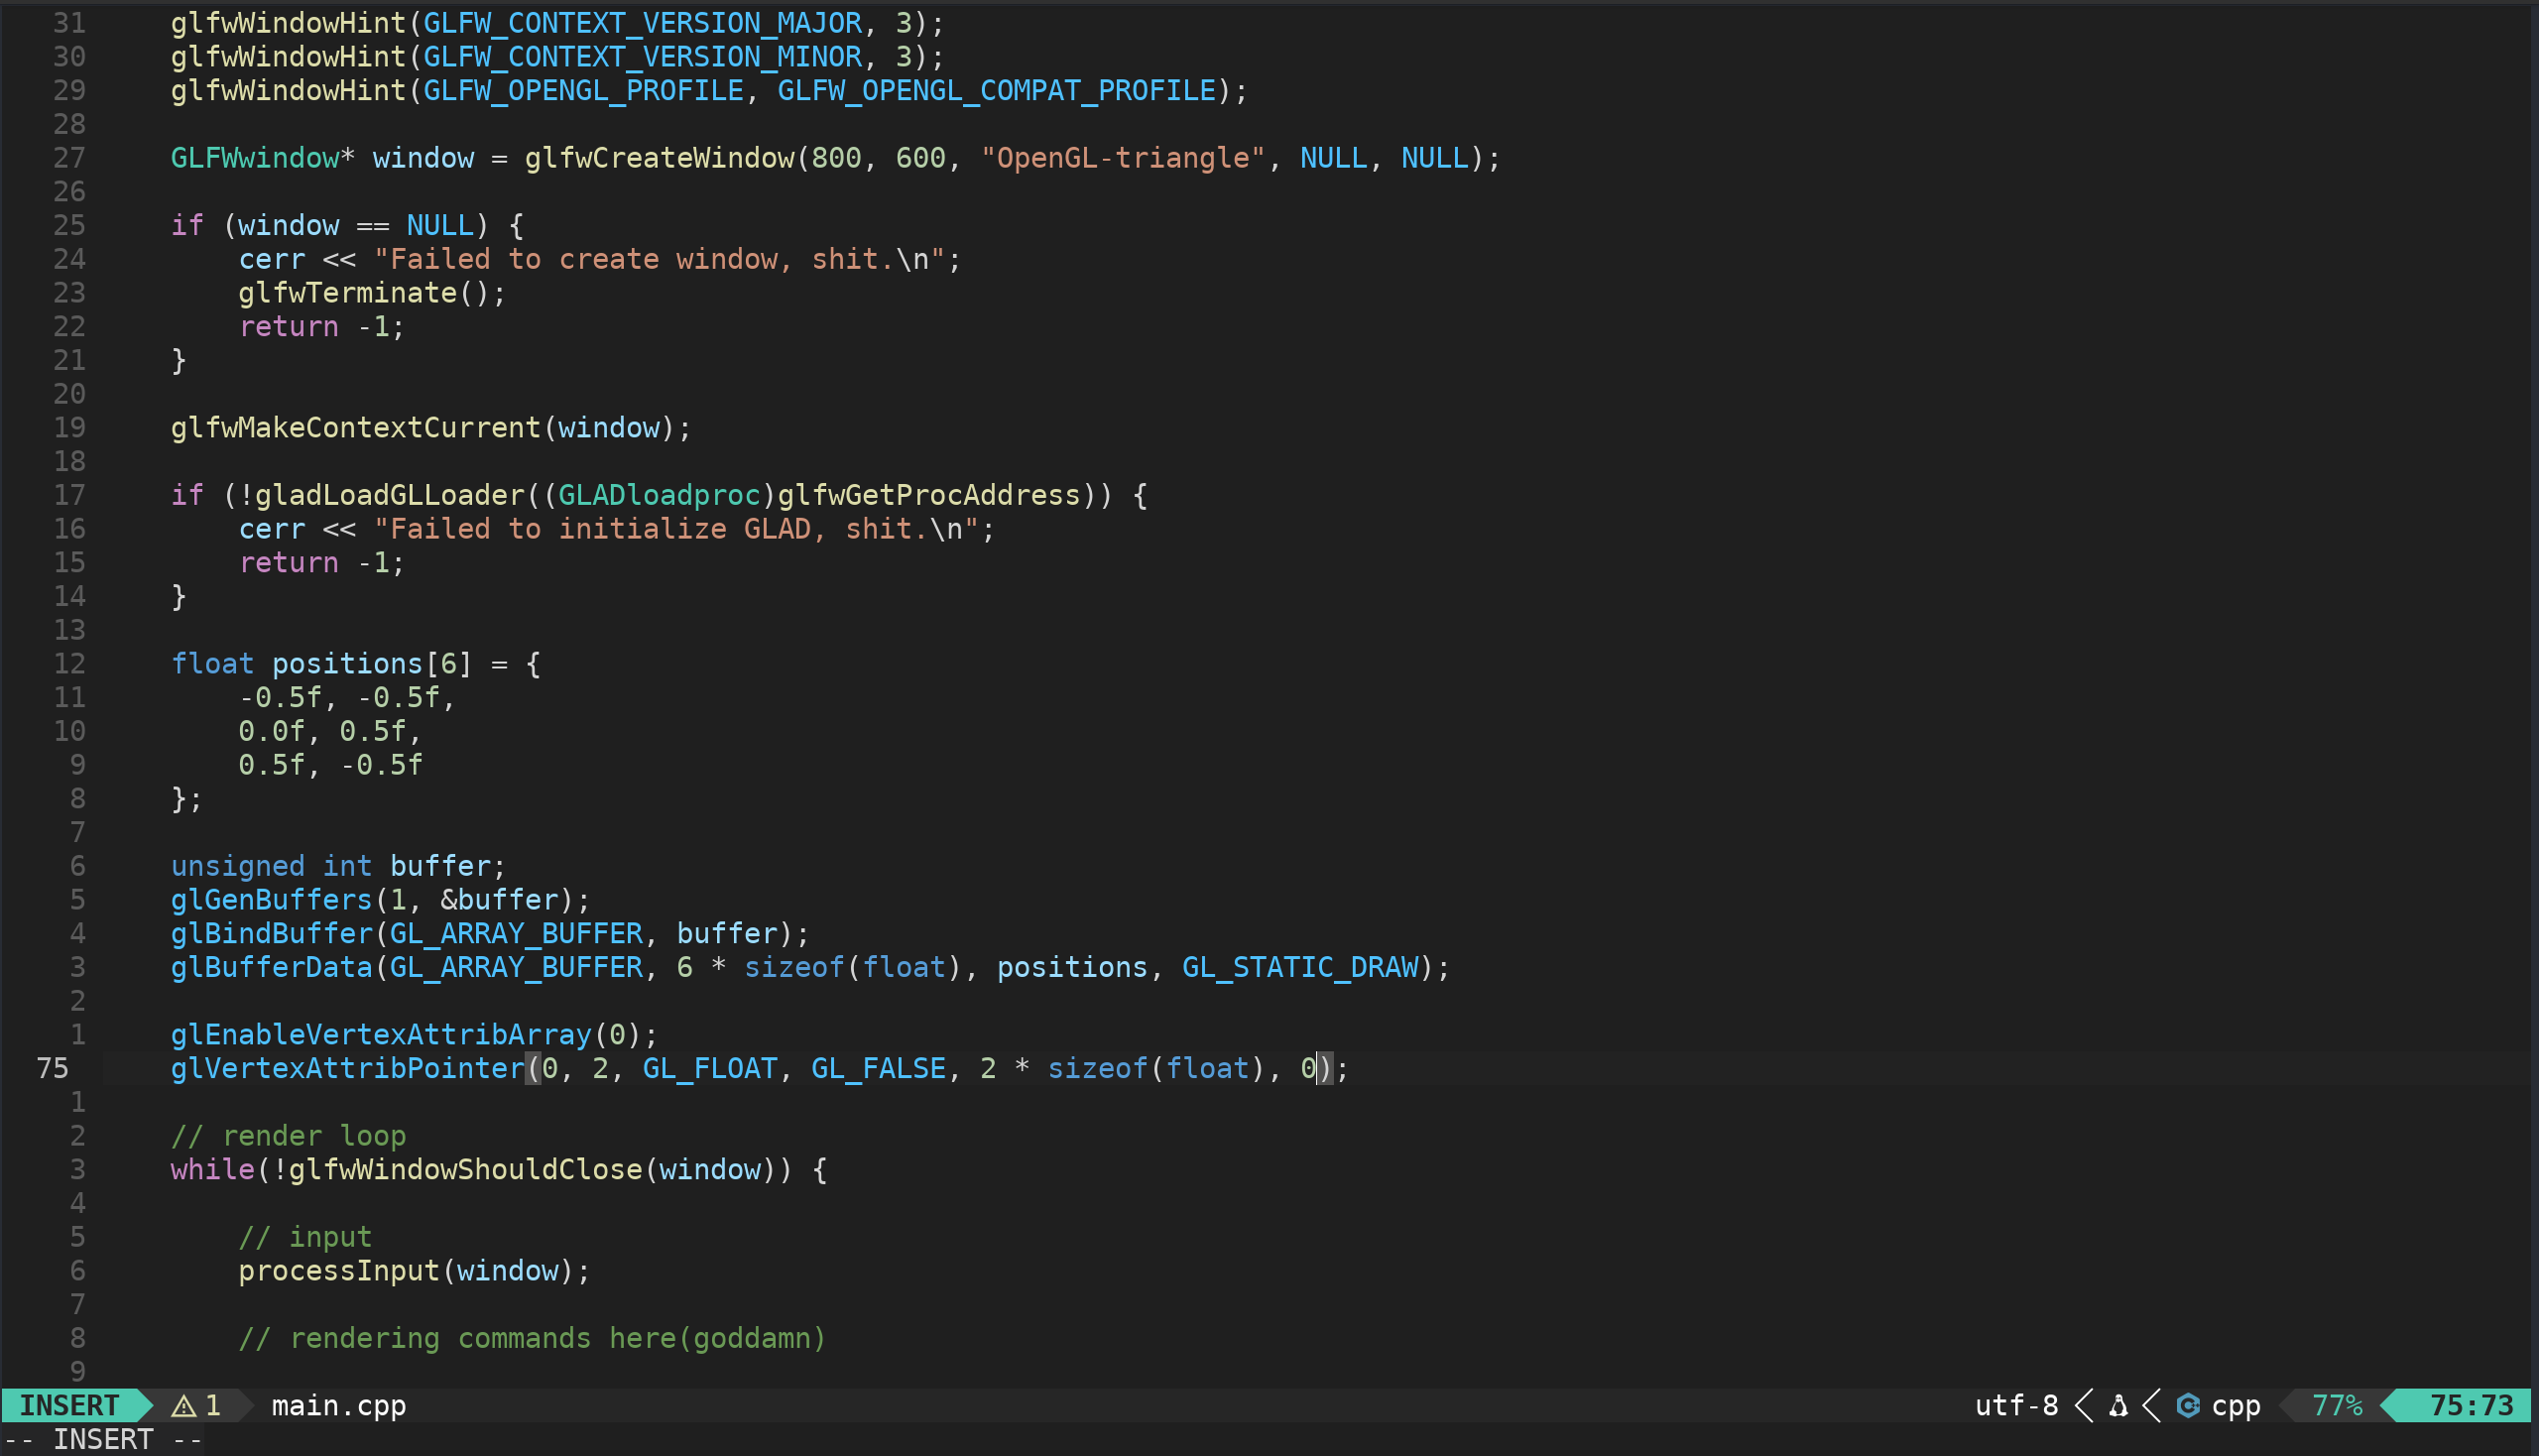 31 glfwWindowHint(GLFW_CONTEXT_VERSION_MAJOR, 3);
30 glfwWindowHint(GLFW_CONTEXT_VERSION_MINOR, 3);
29 glfwWindowHint(GLFW_OPENGL_PROFILE, GLFW_OPENGL_COMPAT_PROFILE);
28
27 GLFWwindow* window = glfwCreateWindow(800, 600, "OpenGL-triangle", NULL, NULL);
26
25 if (window == NULL) {
24 cerr << "Failed to create window, shit.\n";
23 glfwTerminate();
22 return -1;
21 }
20
19 glfwMakeContextCurrent(window);
18
17 if (!gladLoadGLLoader((GLADloadproc)glfwGetProcAddress)) {
16 cerr << "Failed to initialize GLAD, shit.\n";
15 return -1;
14 }
13
12 float positions[6] = {
11 -0.5f, -0.5f,
10 0.0f, 0.5f,
9 0.5f, -0.5f
8 };
7
6 unsigned int buffer;
5 glGenBuffers(1, &buffer);
4 glBindBuffer(GL_ARRAY_BUFFER, buffer);
3 glBufferData(GL_ARRAY_BUFFER, 6 * sizeof(float), positions, GL_STATIC_DRAW);
2
1 glEnableVertexAttribArray(0);
75 glVertexAttribPointer(0, 2, GL_FLOAT, GL_FALSE, 2 * sizeof(float), 0);
1
2 // render loop
3 while(!glfwWindowShouldClose(window)) {
4
5 // input
6 processInput(window);
7
8 // rendering commands here(goddamn)
9
INSERT 1 main.cpp utf-8 cpp 77% 75:73
-- INSERT --